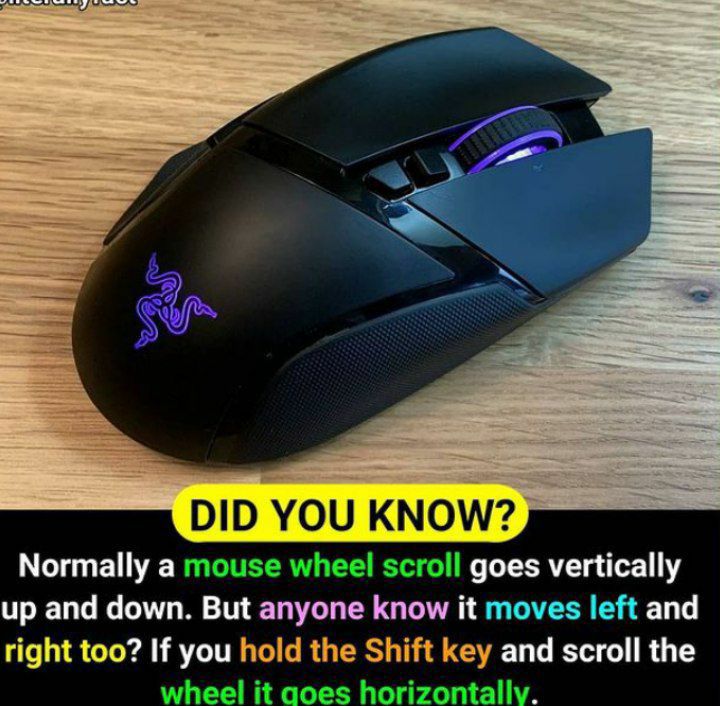 DID YOU KNOW?
Normally a mouse wheel scroll goes vertically
up and down. But anyone know it moves left and
right too? If you hold the Shift key and scroll the
wheel it goes horizontally.